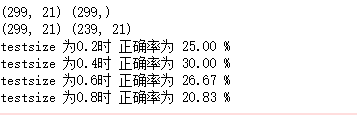 (299, 21) (299,)
(299, 21) (239, 21)
testsize 为0.2时 正确率为 25.00 %
testsize 为0.4时 正确率为 30.00 %
testsize 为0.6时 正确率为 26.67 %
testsize 为0.8时 正确率为 20.83 %